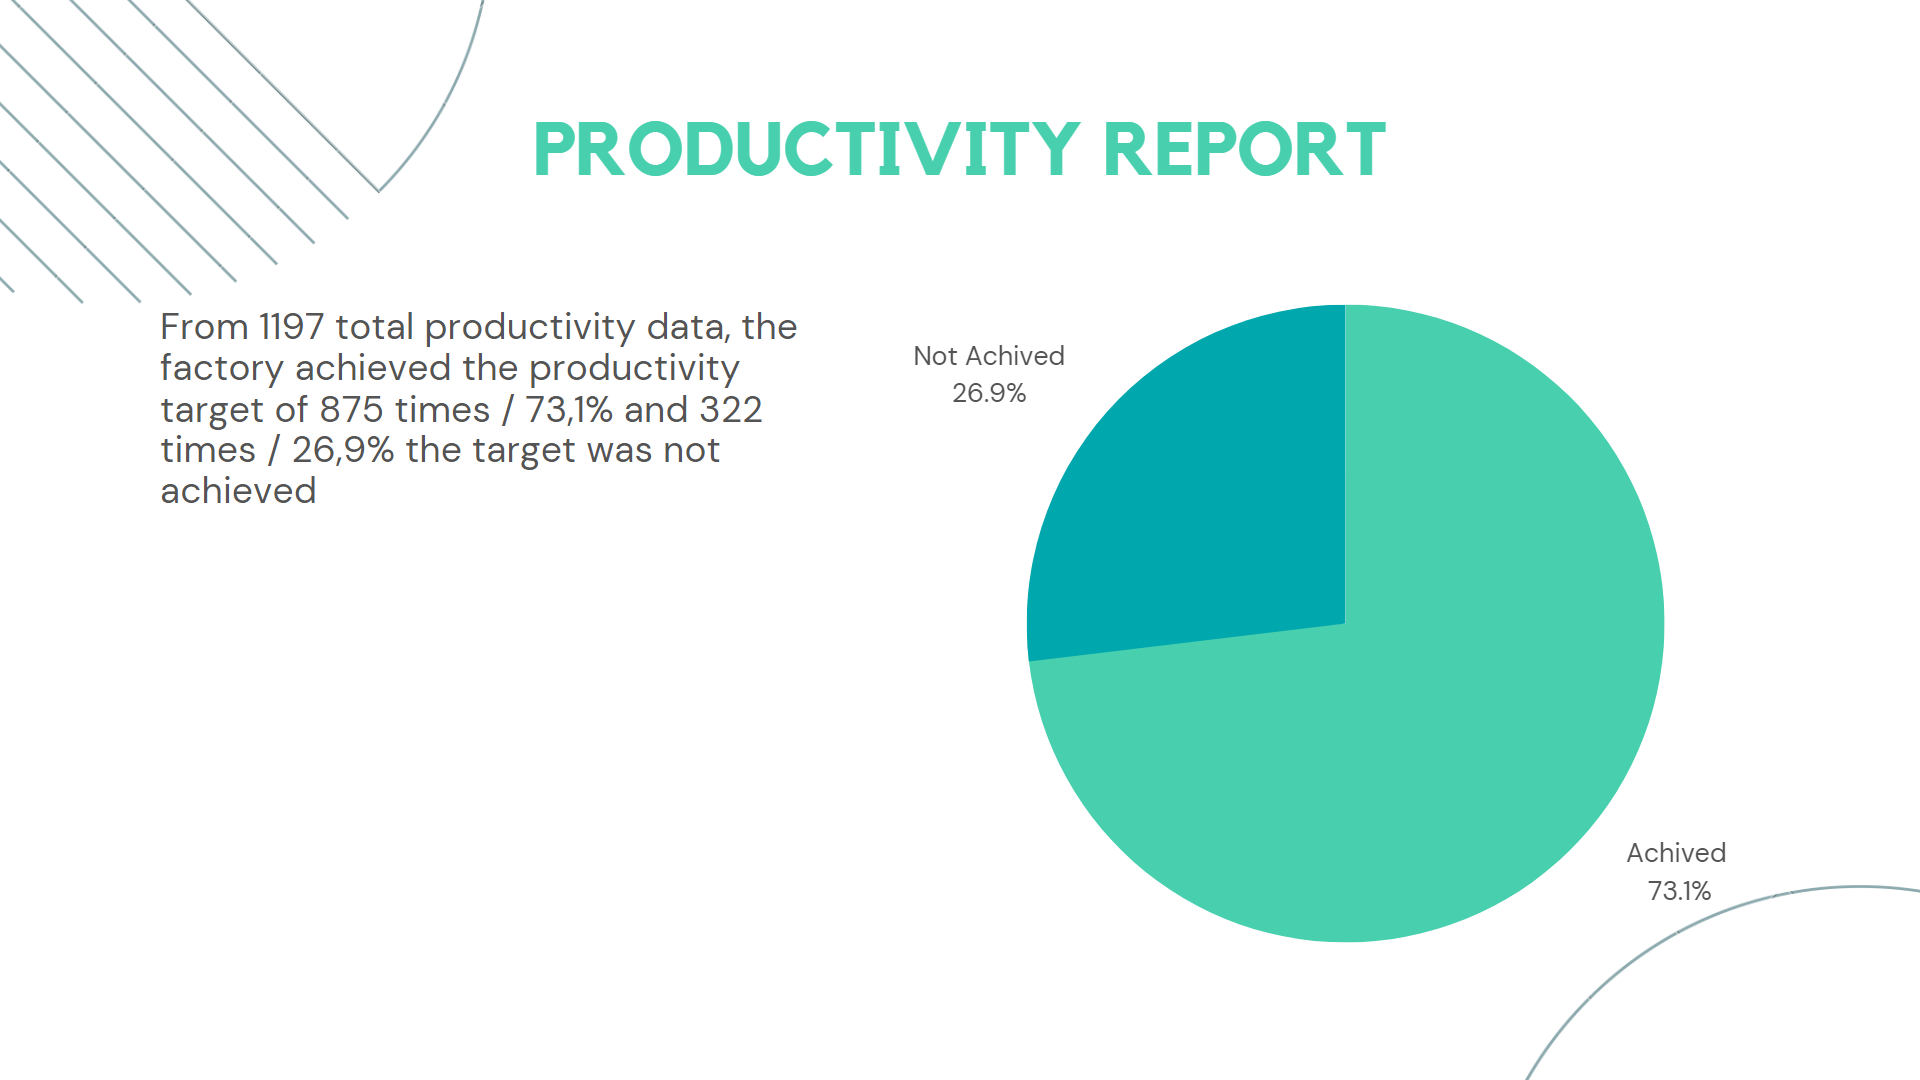 PRODUCTIVITY REPORT
From 1197 total productivity data, the
factory achieved the productivity
target of 875 times / 73,1% and 322
times / 26,9% the target was not
achieved
Not Achived
26.9%
Achived
73.1%